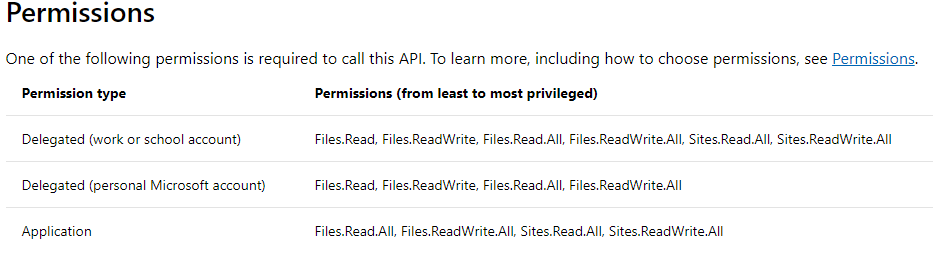 Permissions
One of the following permissions is required to call this API. To learn more, including how to choose permissions, see Permissions.
Permission type Permissions (from least to most privileged)
Delegated (work or school account) Files.Read, Files.ReadWrite, Files.Read.All, Files.ReadWrite.All, Sites.Read.All, Sites.ReadWrite.All
Delegated (personal Microsoft account) Files.Read, Files.ReadWrite, Files.Read.All, Files.ReadWrite.All
Application Files.Read.All, Files.ReadWrite.All, Sites.Read.All, Sites.ReadWrite.All